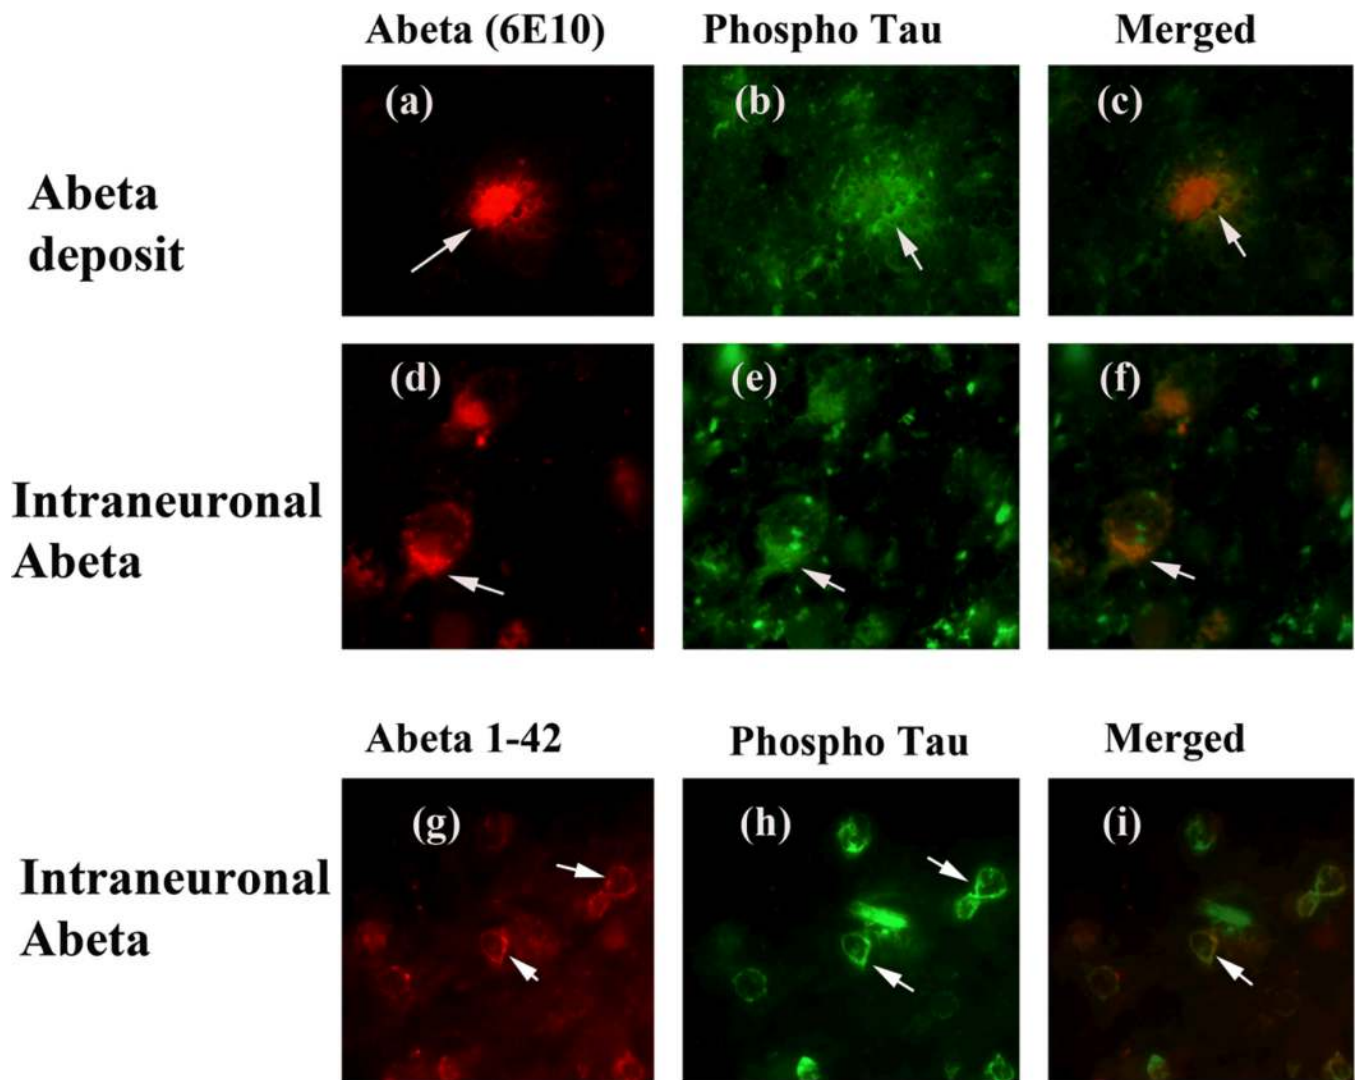 Abeta (6E10) Phospho Tau Merged
(a) (b) (c)
Abeta
deposit
(d) (e) (f)
Intraneuronal
Abeta
Abeta 1-42 Phospho Tau Merged
(g) (h) (i)
Intraneuronal
Abeta